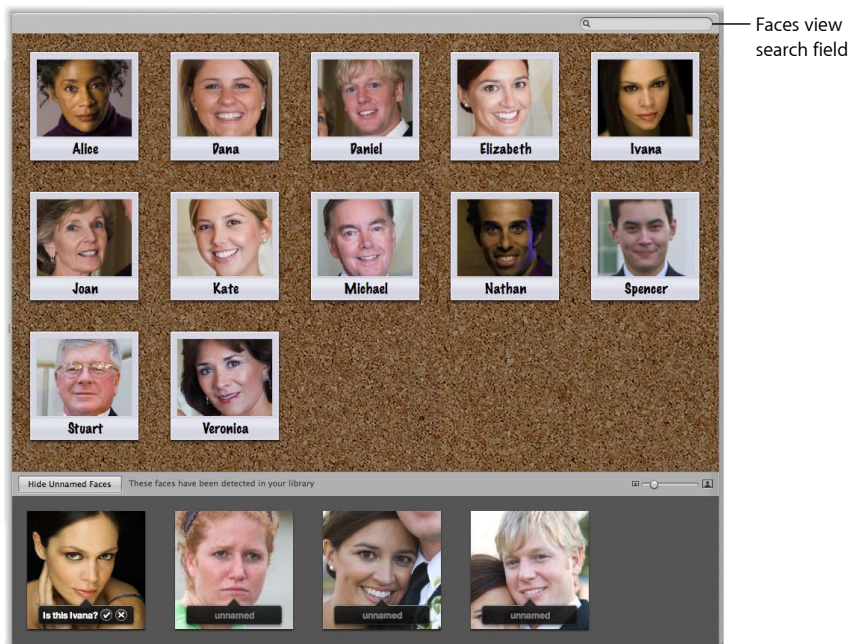 Faces view
search field
Alice Dana Daniel Elizabeth Ivana
Joan Kate Michael Nathan Spencer
Stuart Veronica
Hide Unnamed Faces These faces have been detected in your library
Is this Ivana? unnamed unnamed unnamed